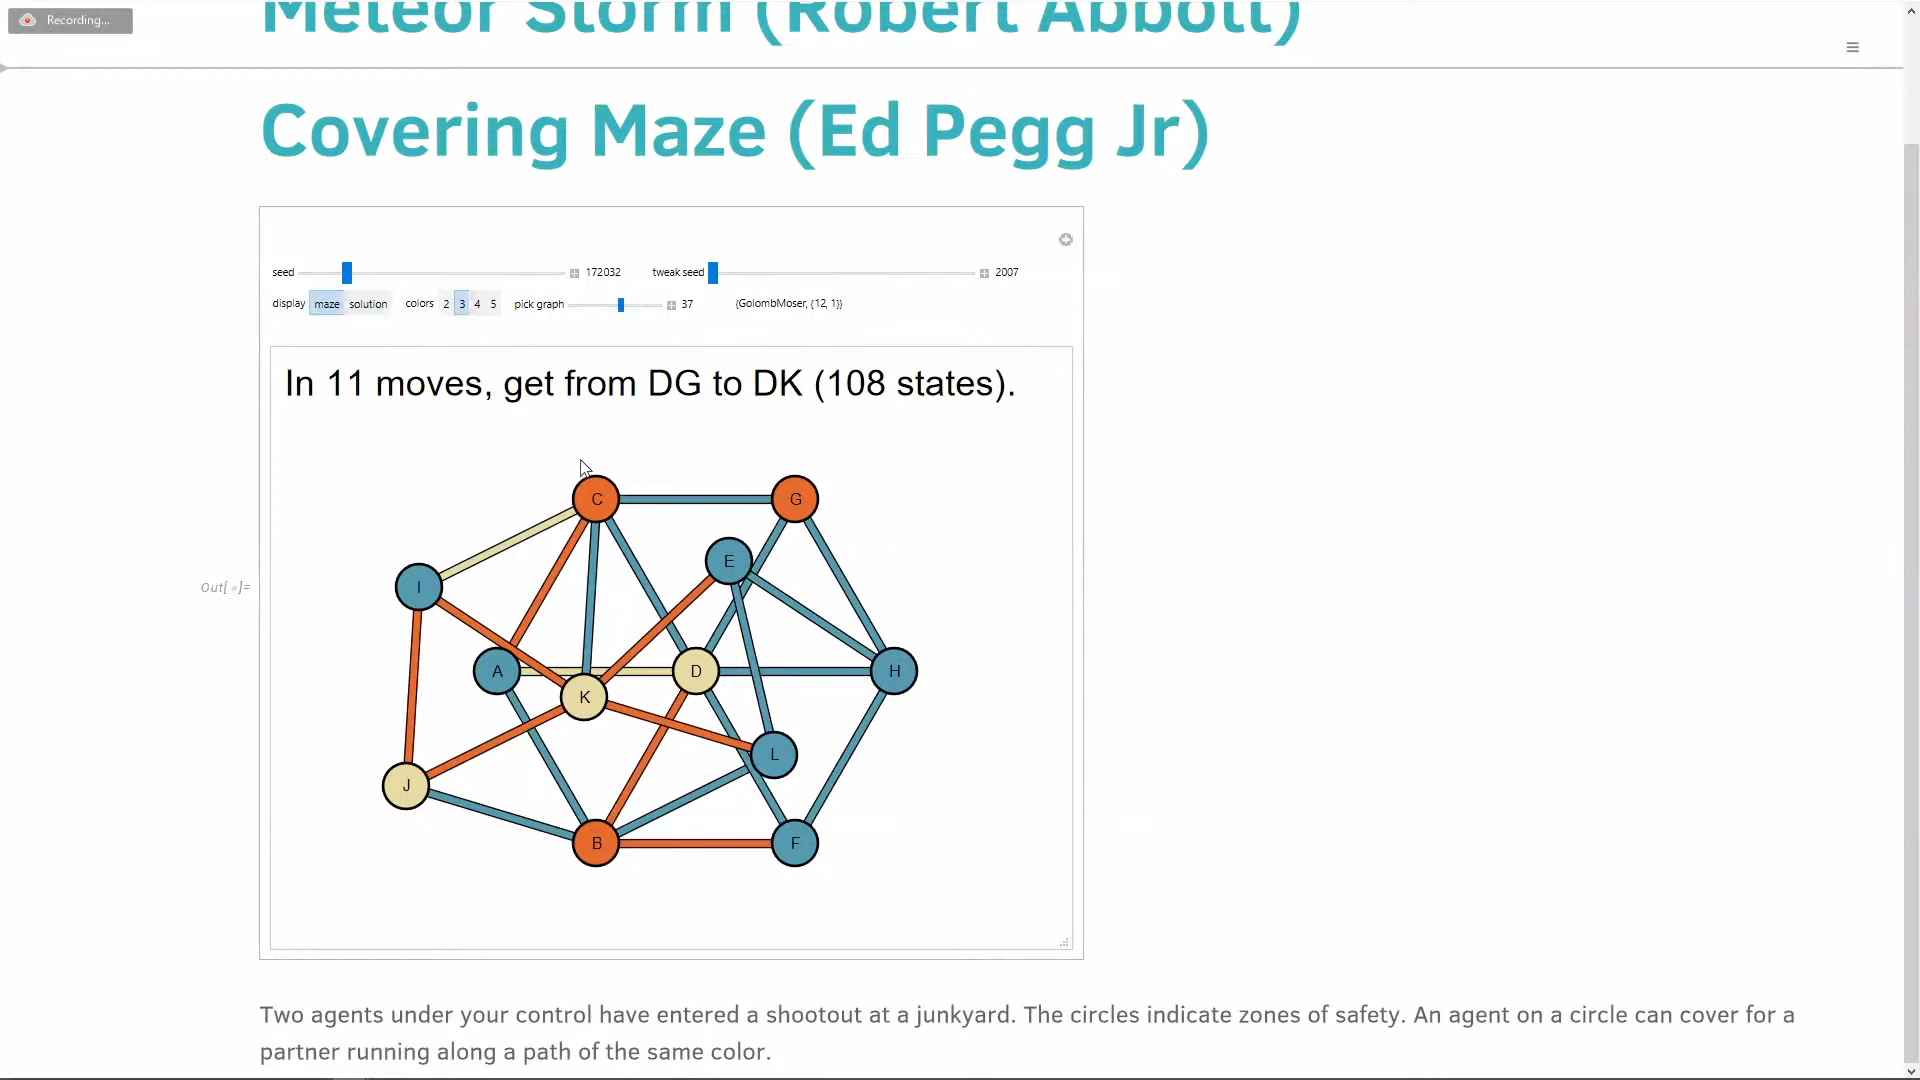 Recording...
Meteor Storm (Robert Abbott)
Covering Maze (Ed Pegg Jr)
seed 172032 tweak seed 2007
display maze solution colors 2 3 4 5 pick graph 37 {GolombMoser, {12, 1}}
In 11 moves, get from DG to DK (108 states).
C G
E
I
Out[ ]=
A D H
K
L
J
B F
Two agents under your control have entered a shootout at a junkyard. The circles indicate zones of safety. An agent on a circle can cover for a
partner running along a path of the same color.